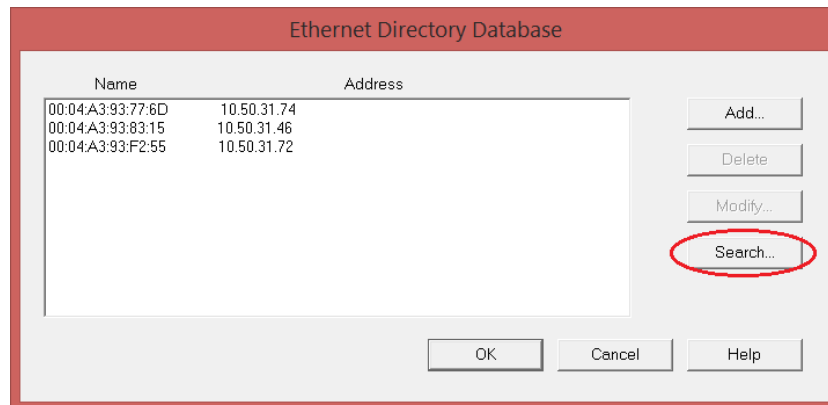 Ethernet Directory Database
Name Address
00:04:A3:93:77:6D 10.50.31.74
00:04:A3:93:83:15 10.50.31.46
00:04:A3:93:F2:55 10.50.31.72
Add...
Delete
Modify...
Search...
OK Cancel Help